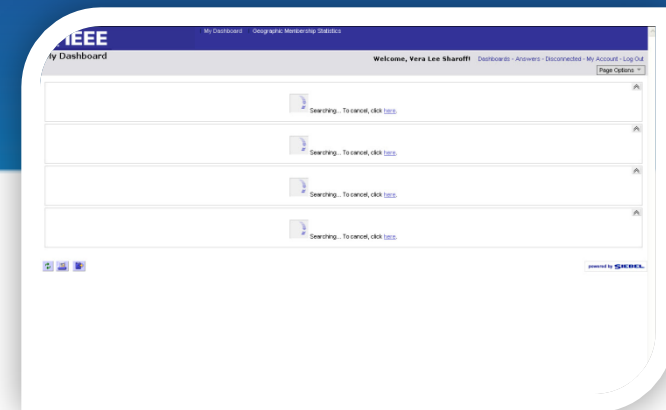 IEEE
My Dashboard Geographic Membership Statistics
My Dashboard
Welcome, Vera Lee Sharoff! Dashboards - Answers - Disconnected - My Account - Log Out
Page Options
Searching... To cancel, click here.
Searching... To cancel, click here.
Searching... To cancel, click here.
Searching... To cancel, click here.
powered by SIEBEL